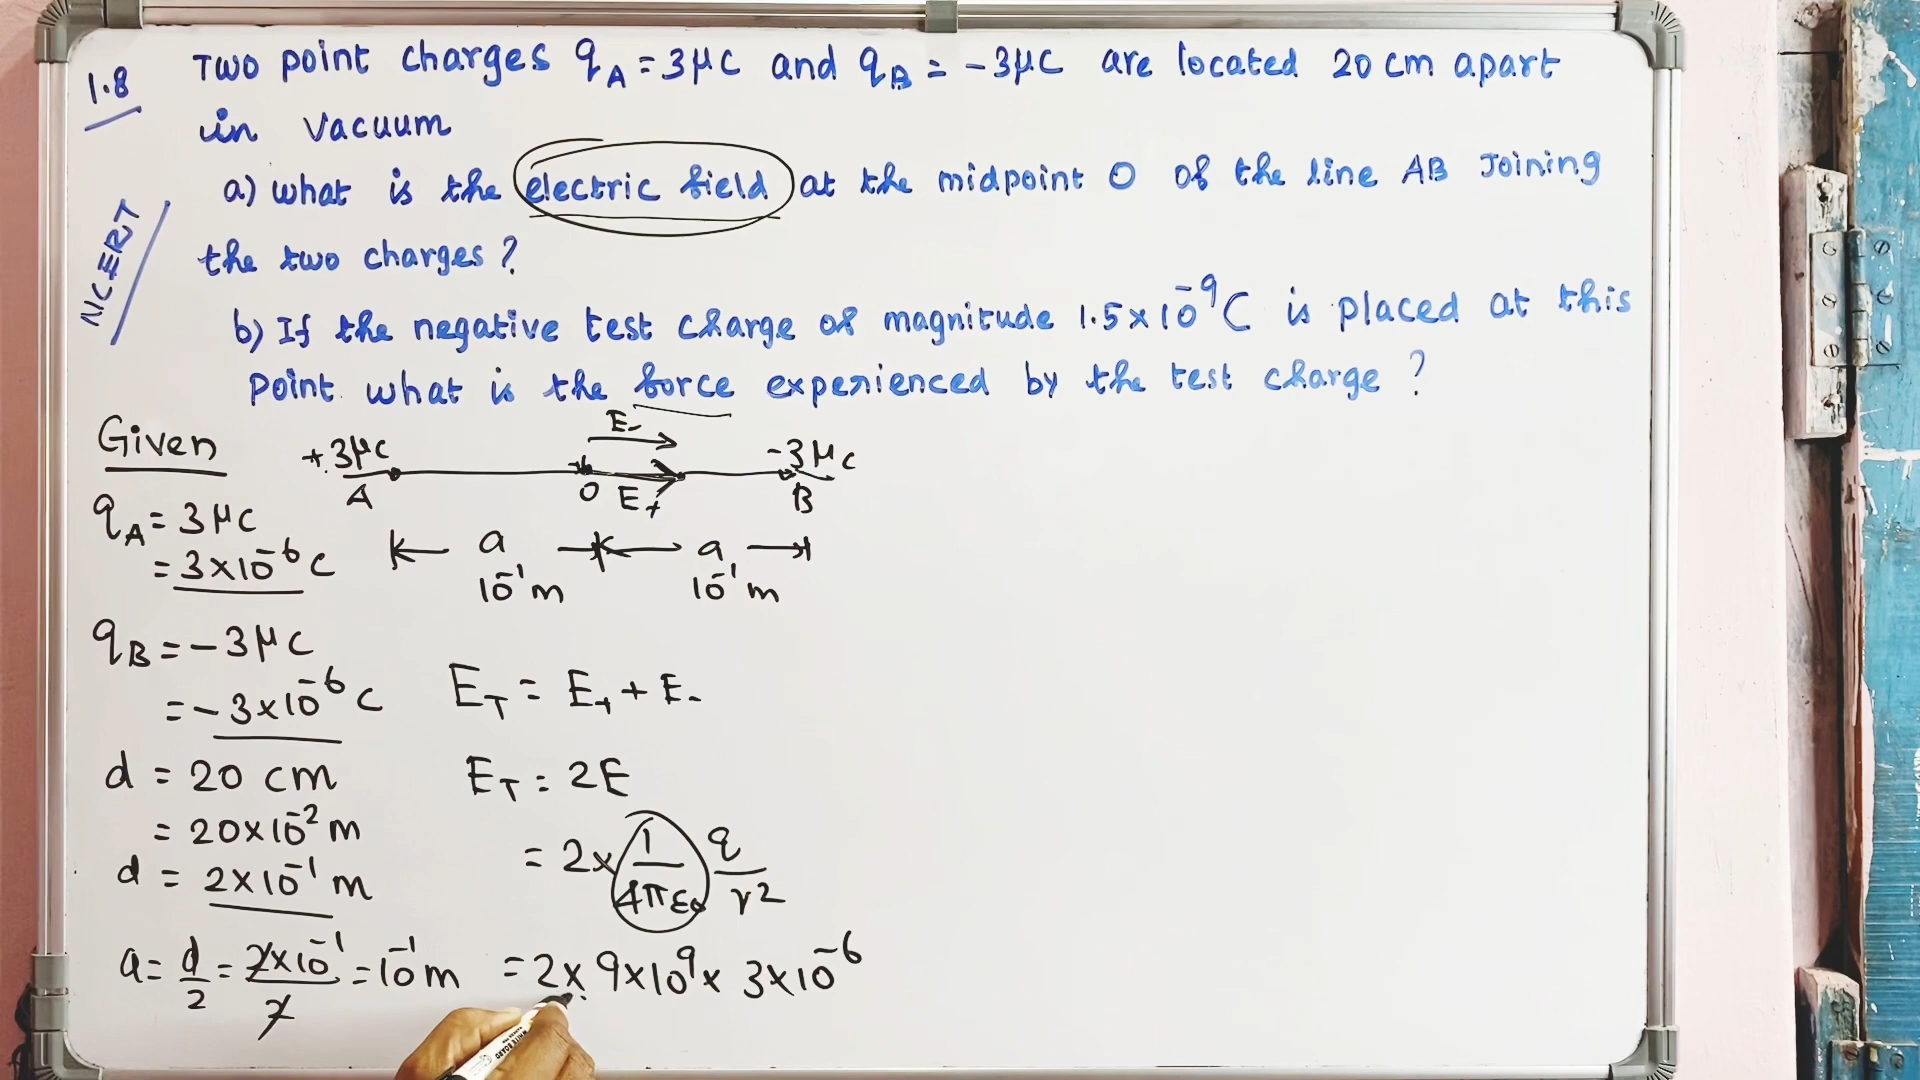 1.8
Two point charges qA = 3μC and qB = -3μC are located 20 cm apart
in vacuum
a) what is the electric field at the midpoint O of the line AB Joining
the two charges?
NCERT
b) If the negative test charge of magnitude 1.5×10⁻⁹C is placed at this
point what is the force experienced by the test charge?
Given
+3μC
E-
-3μC
A
O
E+
B
qA = 3μC
= 3×10⁻⁶C
a
a
10⁻¹m
10⁻¹m
qB = -3μC
= -3×10⁻⁶C
ET = E+ + E-
d = 20 cm
ET = 2E
= 20×10⁻²m
= 2× 1/4πε₀ q/r²
d = 2×10⁻¹m
a = d/2 = 2×10⁻¹/2 = 10⁻¹m
= 2× 9×10⁹× 3×10⁻⁶
WHITE BOARD